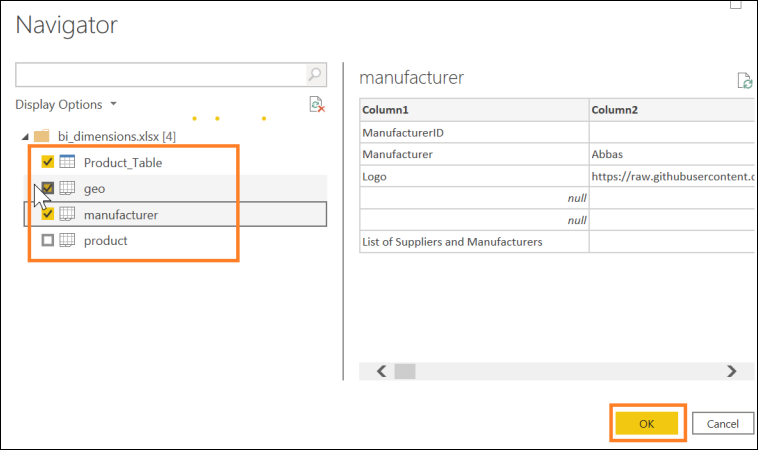 Navigator
Display Options
bi_dimensions.xlsx [4]
Product_Table
geo
manufacturer
product
manufacturer
Column1 Column2
ManufacturerID
Manufacturer Abbas
Logo https://raw.githubusercontent.c
null
null
List of Suppliers and Manufacturers
OK Cancel